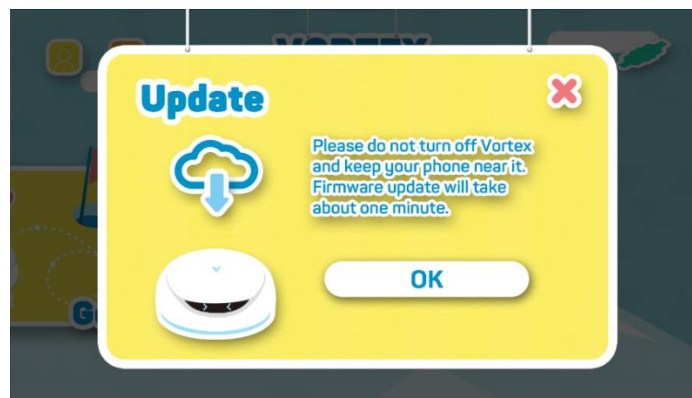 VORTEX
Update
Please do not turn off Vortex
and keep your phone near it.
Firmware update will take
about one minute.
OK